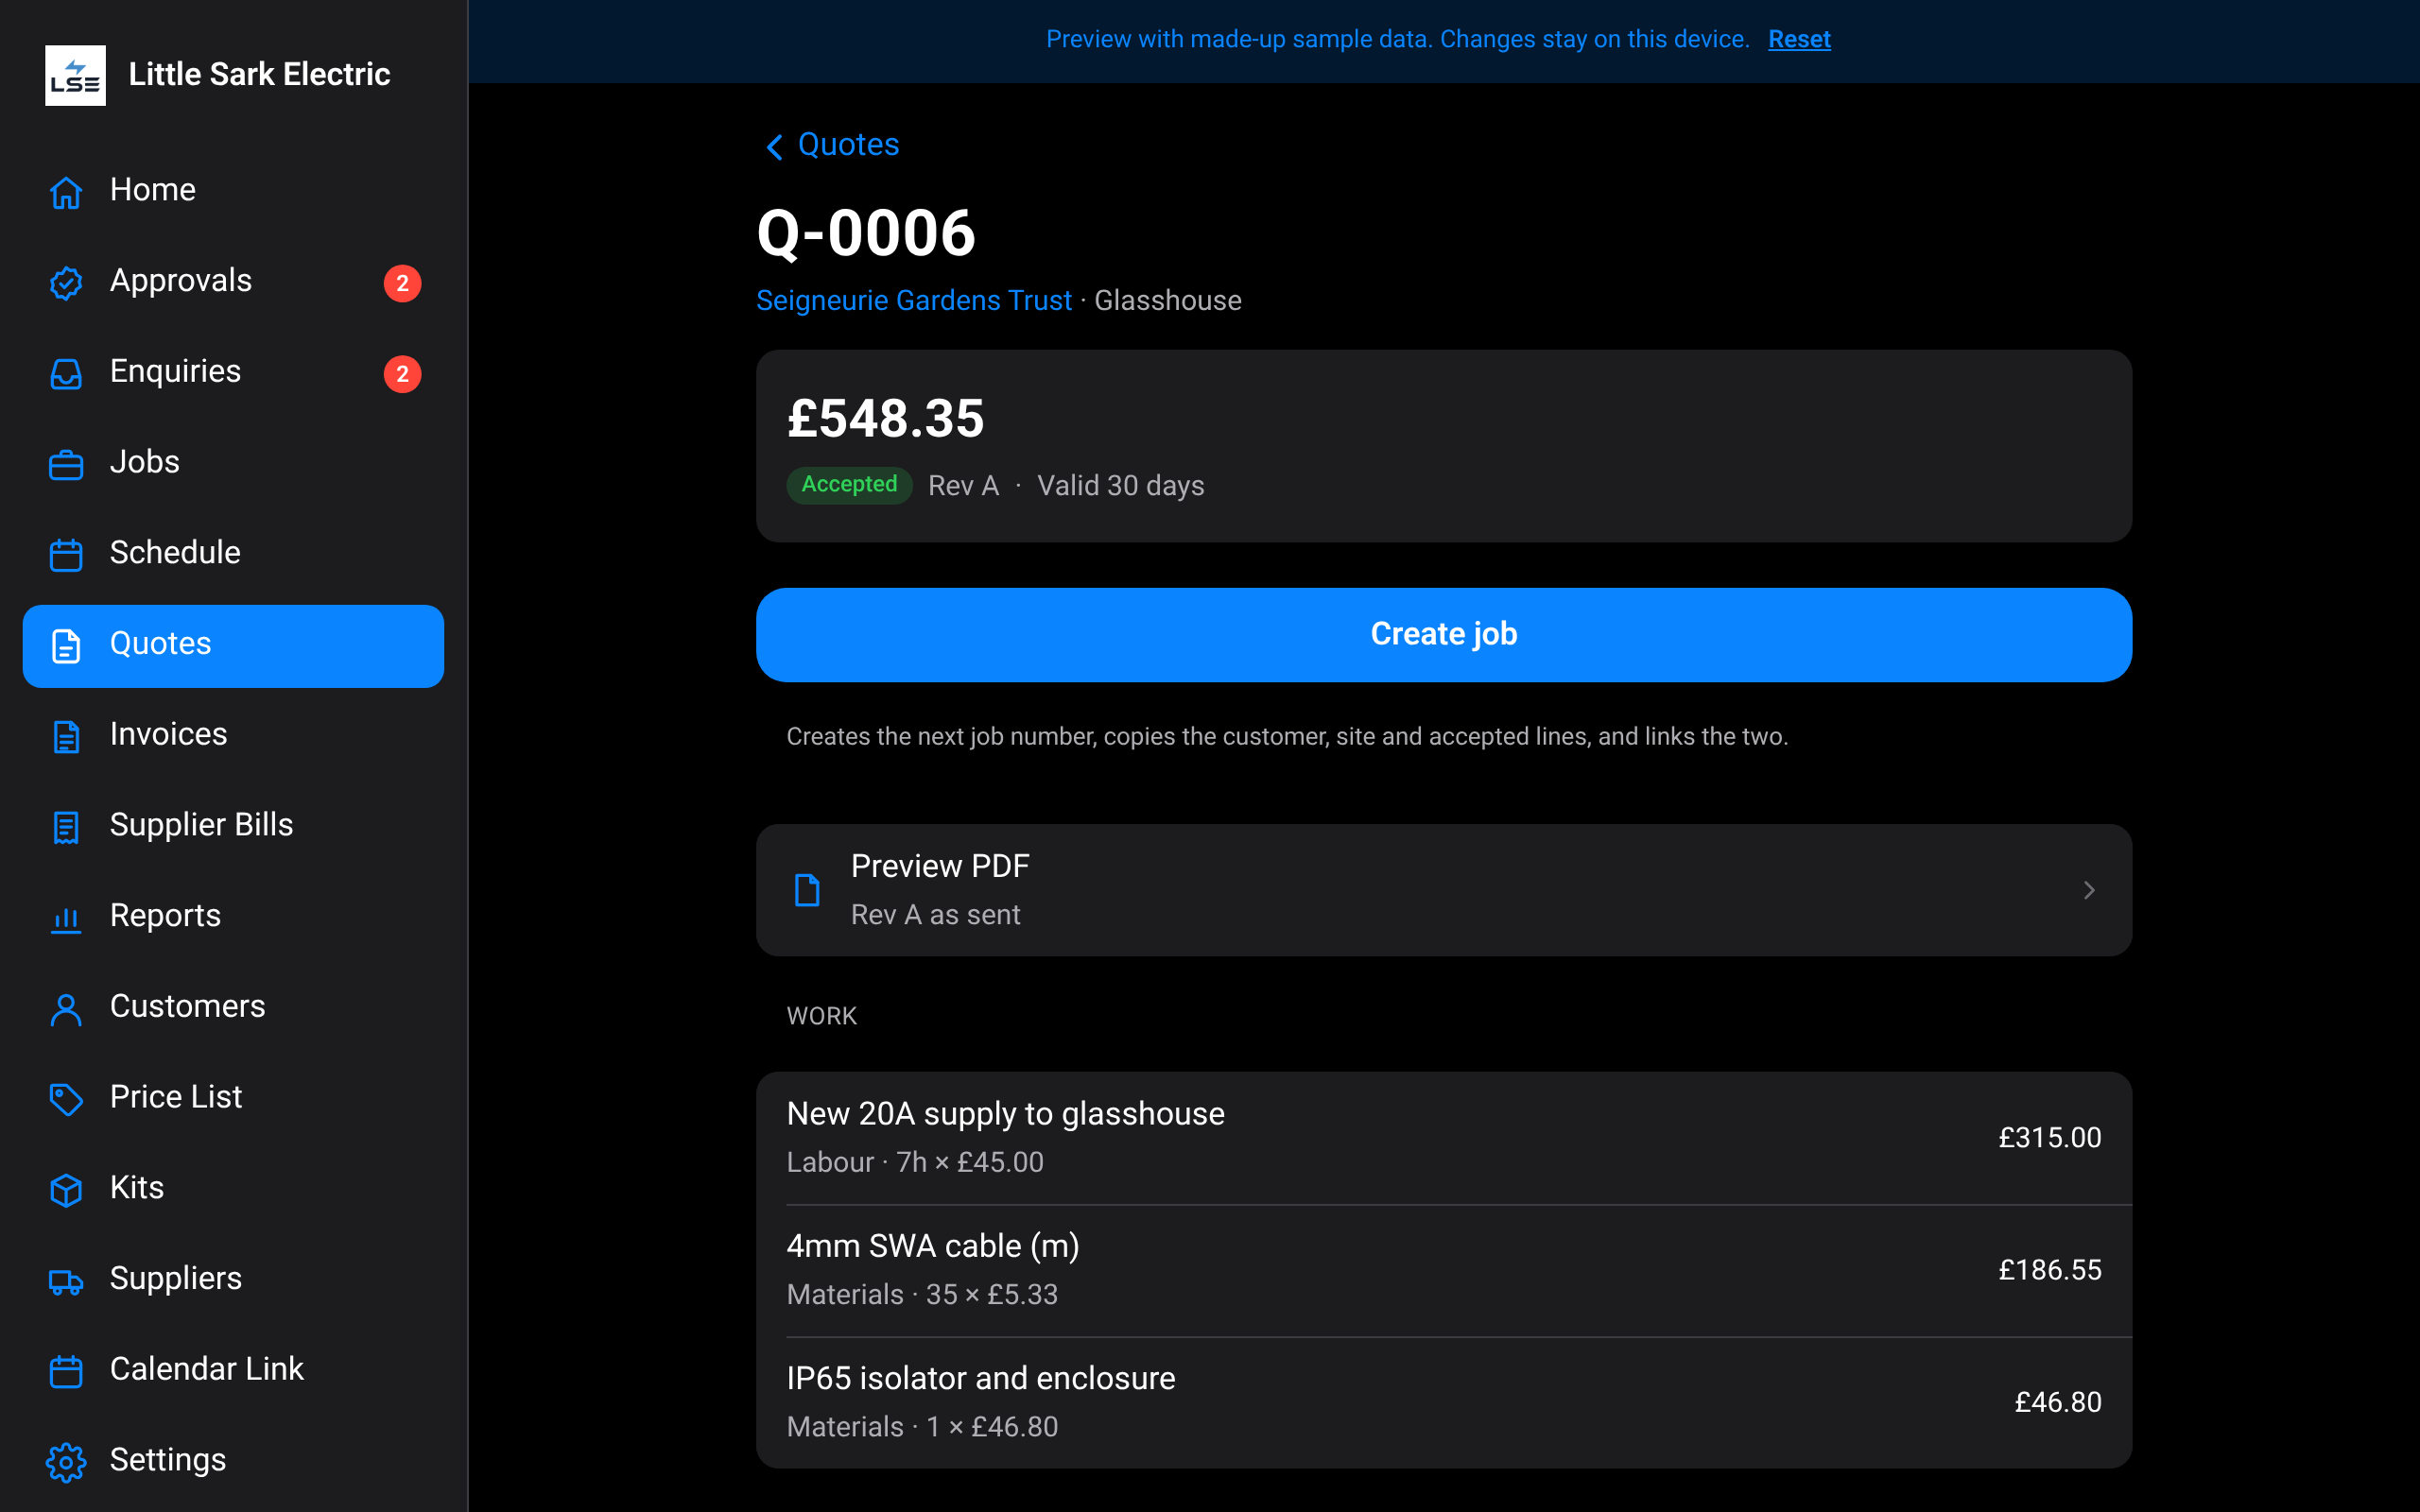 LSE
Little Sark Electric
Home
Approvals 2
Enquiries 2
Jobs
Schedule
Quotes
Invoices
Supplier Bills
Reports
Customers
Price List
Kits
Suppliers
Calendar Link
Settings
Preview with made-up sample data. Changes stay on this device. Reset
Quotes
Q-0006
Seigneurie Gardens Trust · Glasshouse
£548.35
Accepted Rev A · Valid 30 days
Create job
Creates the next job number, copies the customer, site and accepted lines, and links the two.
Preview PDF
Rev A as sent
WORK
New 20A supply to glasshouse
Labour · 7h × £45.00
£315.00
4mm SWA cable (m)
Materials · 35 × £5.33
£186.55
IP65 isolator and enclosure
Materials · 1 × £46.80
£46.80